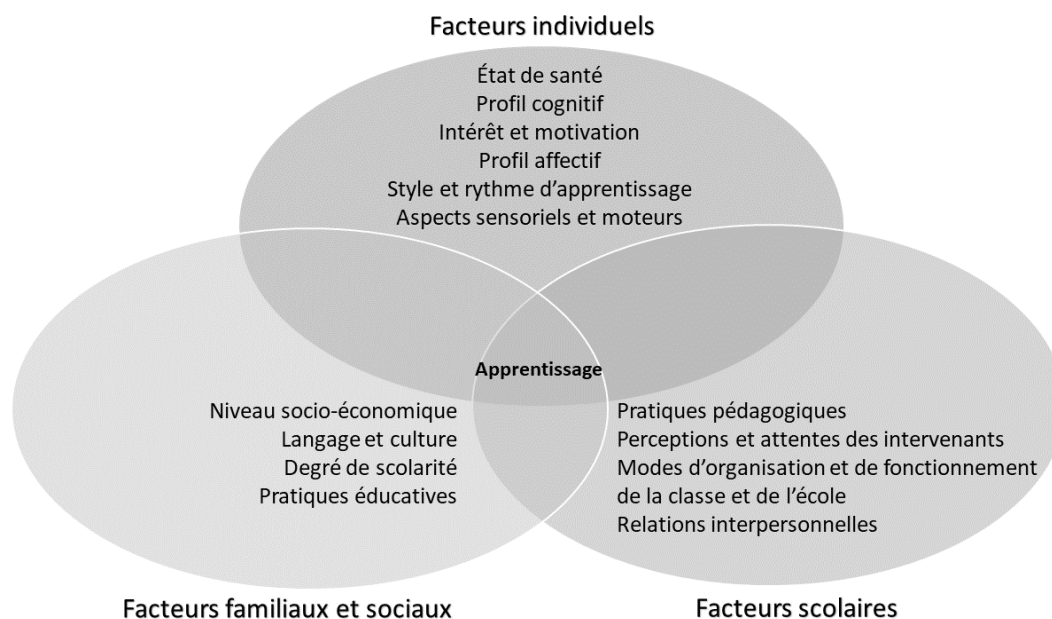 Facteurs individuels
État de santé
Profil cognitif
Intérêt et motivation
Profil affectif
Style et rythme d'apprentissage
Aspects sensoriels et moteurs
Apprentissage
Niveau socio-économique
Langage et culture
Degré de scolarité
Pratiques éducatives
Pratiques pédagogiques
Perceptions et attentes des intervenants
Modes d'organisation et de fonctionnement
de la classe et de l'école
Relations interpersonnelles
Facteurs familiaux et sociaux
Facteurs scolaires